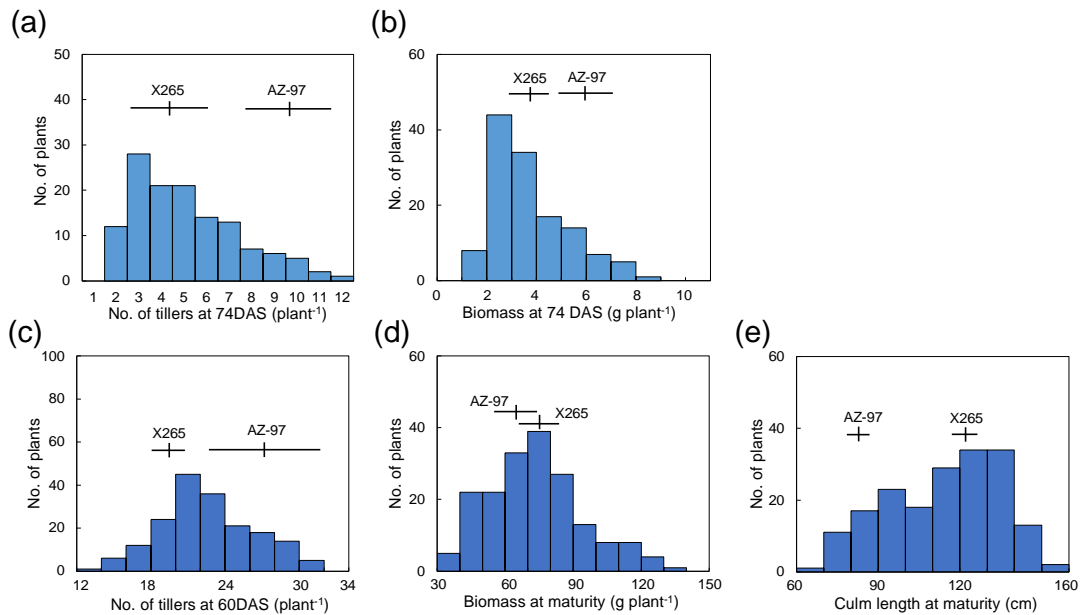 (a)
50
40
30
20
10
0
No. of plants
X265
AZ-97
1 2 3 4 5 6 7 8 9 10 11 12
No. of tillers at 74DAS (plant⁻¹)
(b)
60
40
20
0
No. of plants
X265
AZ-97
0 2 4 6 8 10
Biomass at 74 DAS (g plant⁻¹)
(c)
100
80
60
40
20
0
No. of plants
X265
AZ-97
12 18 24 30 34
No. of tillers at 60DAS (plant⁻¹)
(d)
60
40
20
0
No. of plants
AZ-97
X265
30 60 90 120 150
Biomass at maturity (g plant⁻¹)
(e)
60
40
20
0
No. of plants
AZ-97
X265
60 90 120 160
Culm length at maturity (cm)